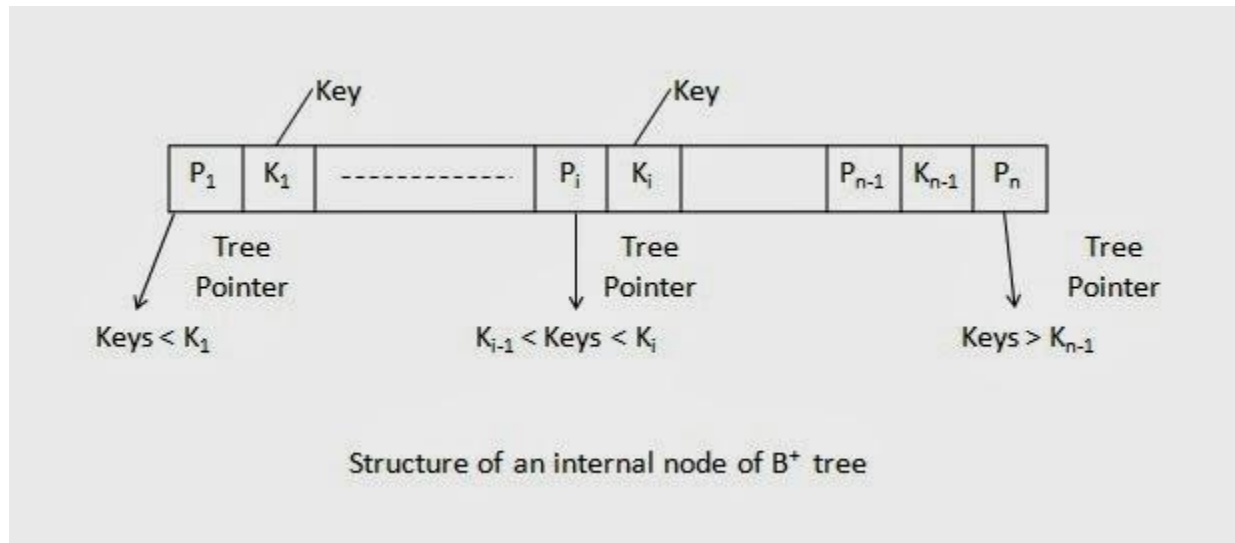 Key Key
P₁ K₁ ------------- Pᵢ Kᵢ Pₙ₋₁ Kₙ₋₁ Pₙ
Tree Tree Tree
Pointer Pointer Pointer
Keys < K₁ Kᵢ₋₁ < Keys < Kᵢ Keys > Kₙ₋₁
Structure of an internal node of B⁺ tree